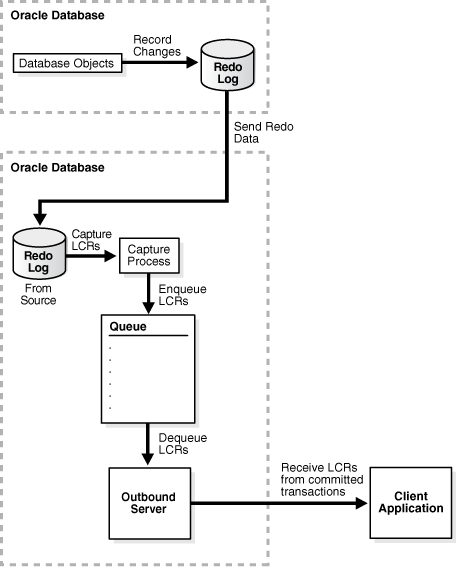 Oracle Database
Record
Changes
Database Objects
Redo
Log
Send Redo
Data
Oracle Database
Redo
Log
From
Source
Capture
LCRs
Capture
Process
Enqueue
LCRs
Queue
Dequeue
LCRs
Outbound
Server
Receive LCRs
from committed
transactions
Client
Application